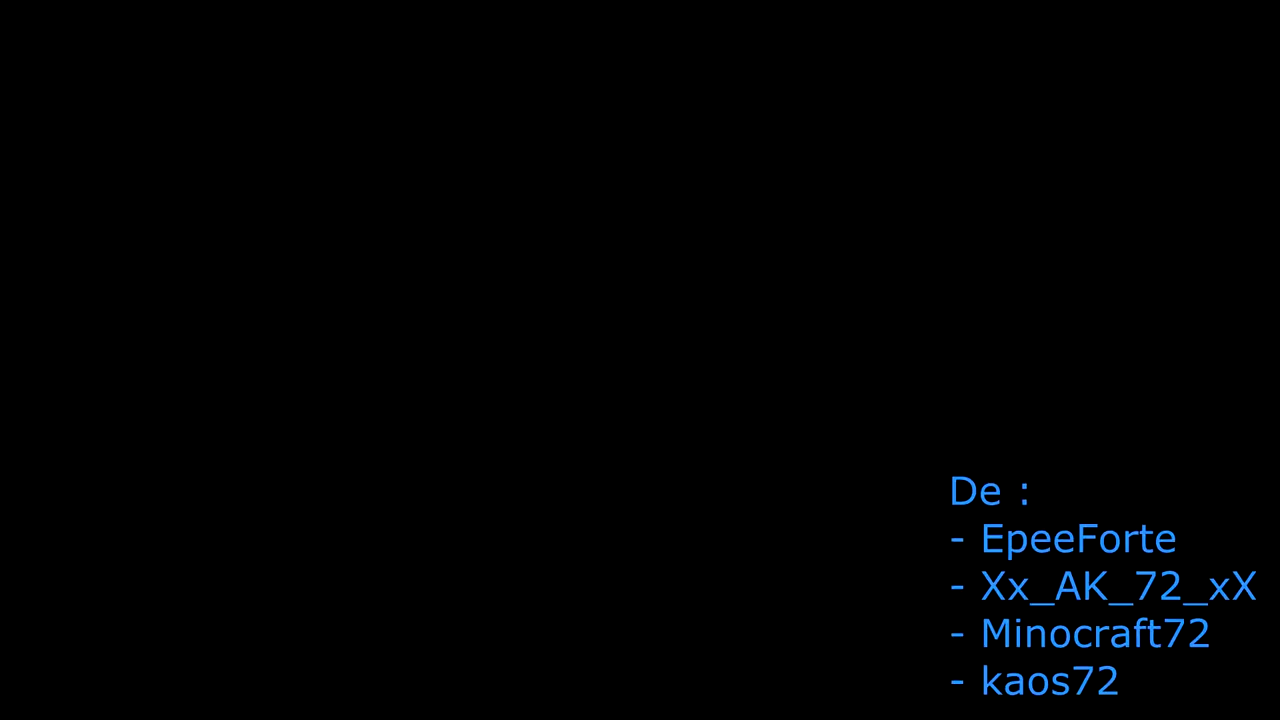 De :
- EpeeForte
- Xx_AK_72_xX
- Minocraft72
- kaos72